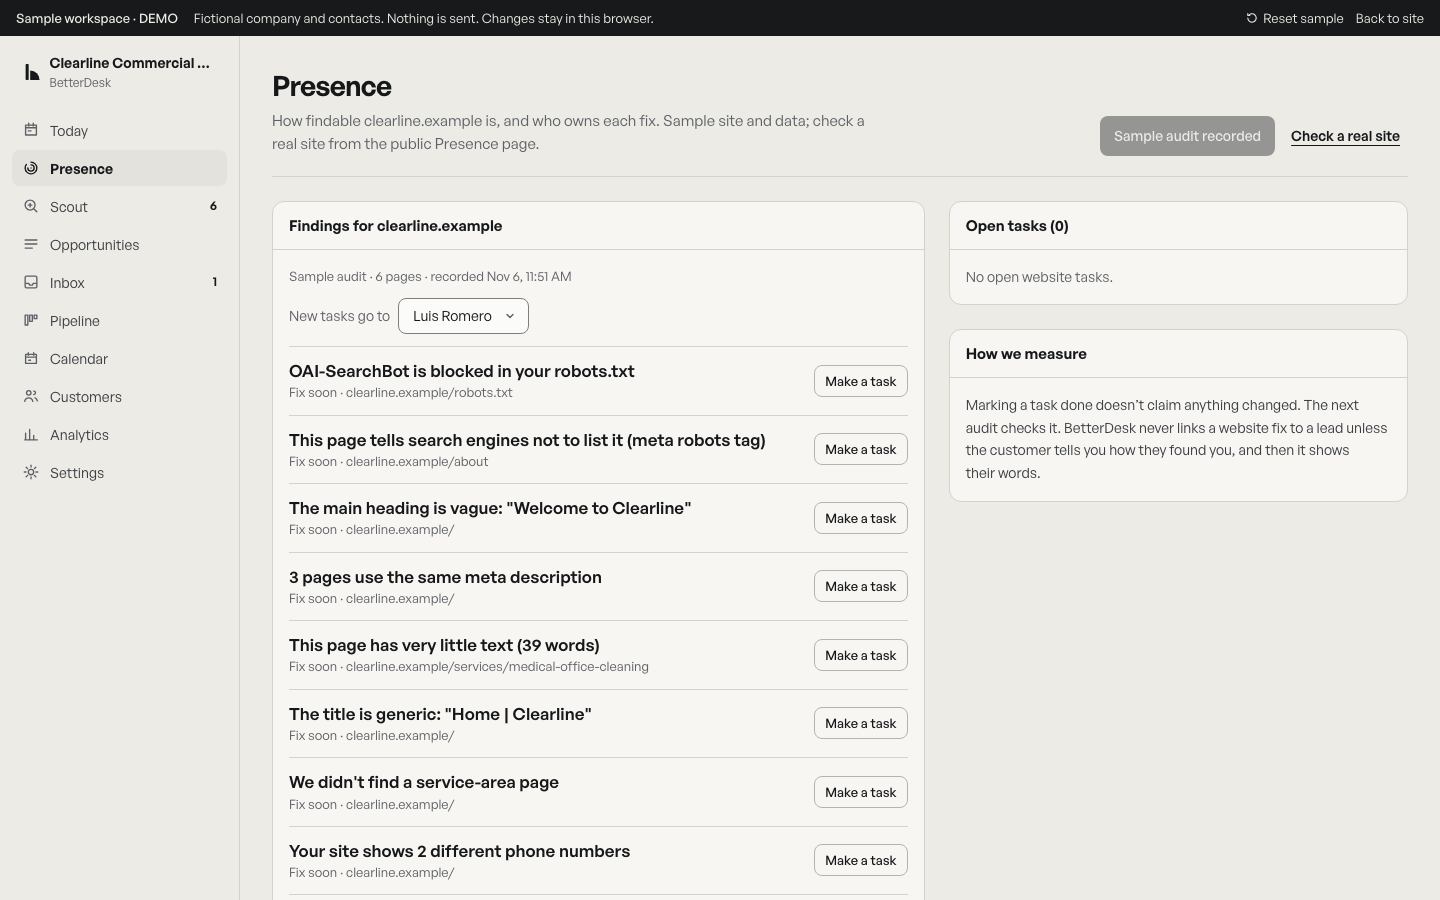 Sample workspace · DEMO
Fictional company and contacts. Nothing is sent. Changes stay in this browser.
Reset sample
Back to site
Clearline Commercial ...
BetterDesk
Today
Presence
Scout
6
Opportunities
Inbox
1
Pipeline
Calendar
Customers
Analytics
Settings
Presence
How findable clearline.example is, and who owns each fix. Sample site and data; check a
real site from the public Presence page.
Sample audit recorded
Check a real site
Findings for clearline.example
Sample audit · 6 pages · recorded Nov 6, 11:51 AM
New tasks go to
Luis Romero
OAI-SearchBot is blocked in your robots.txt
Fix soon · clearline.example/robots.txt
Make a task
This page tells search engines not to list it (meta robots tag)
Fix soon · clearline.example/about
Make a task
The main heading is vague: "Welcome to Clearline"
Fix soon · clearline.example/
Make a task
3 pages use the same meta description
Fix soon · clearline.example/
Make a task
This page has very little text (39 words)
Fix soon · clearline.example/services/medical-office-cleaning
Make a task
The title is generic: "Home | Clearline"
Fix soon · clearline.example/
Make a task
We didn't find a service-area page
Fix soon · clearline.example/
Make a task
Your site shows 2 different phone numbers
Fix soon · clearline.example/
Make a task
Open tasks (0)
No open website tasks.
How we measure
Marking a task done doesn’t claim anything changed. The next
audit checks it. BetterDesk never links a website fix to a lead unless
the customer tells you how they found you, and then it shows
their words.